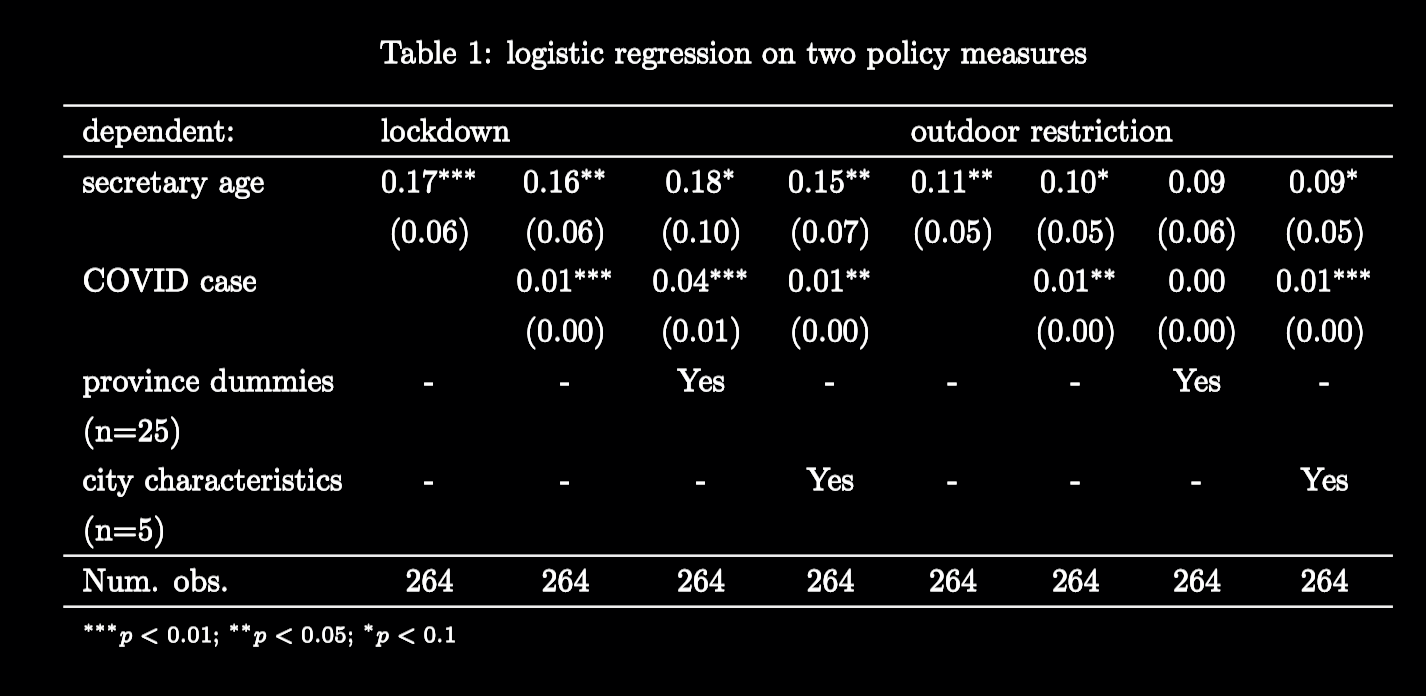 Table 1: logistic regression on two policy measures
dependent: lockdown outdoor restriction
secretary age 0.17*** 0.16** 0.18* 0.15** 0.11** 0.10* 0.09 0.09*
(0.06) (0.06) (0.10) (0.07) (0.05) (0.05) (0.06) (0.05)
COVID case 0.01*** 0.04*** 0.01** 0.01** 0.00 0.01***
(0.00) (0.01) (0.00) (0.00) (0.00) (0.00)
province dummies - - Yes - - - Yes -
(n=25)
city characteristics - - - Yes - - - Yes
(n=5)
Num. obs. 264 264 264 264 264 264 264 264
***p < 0.01; **p < 0.05; *p < 0.1